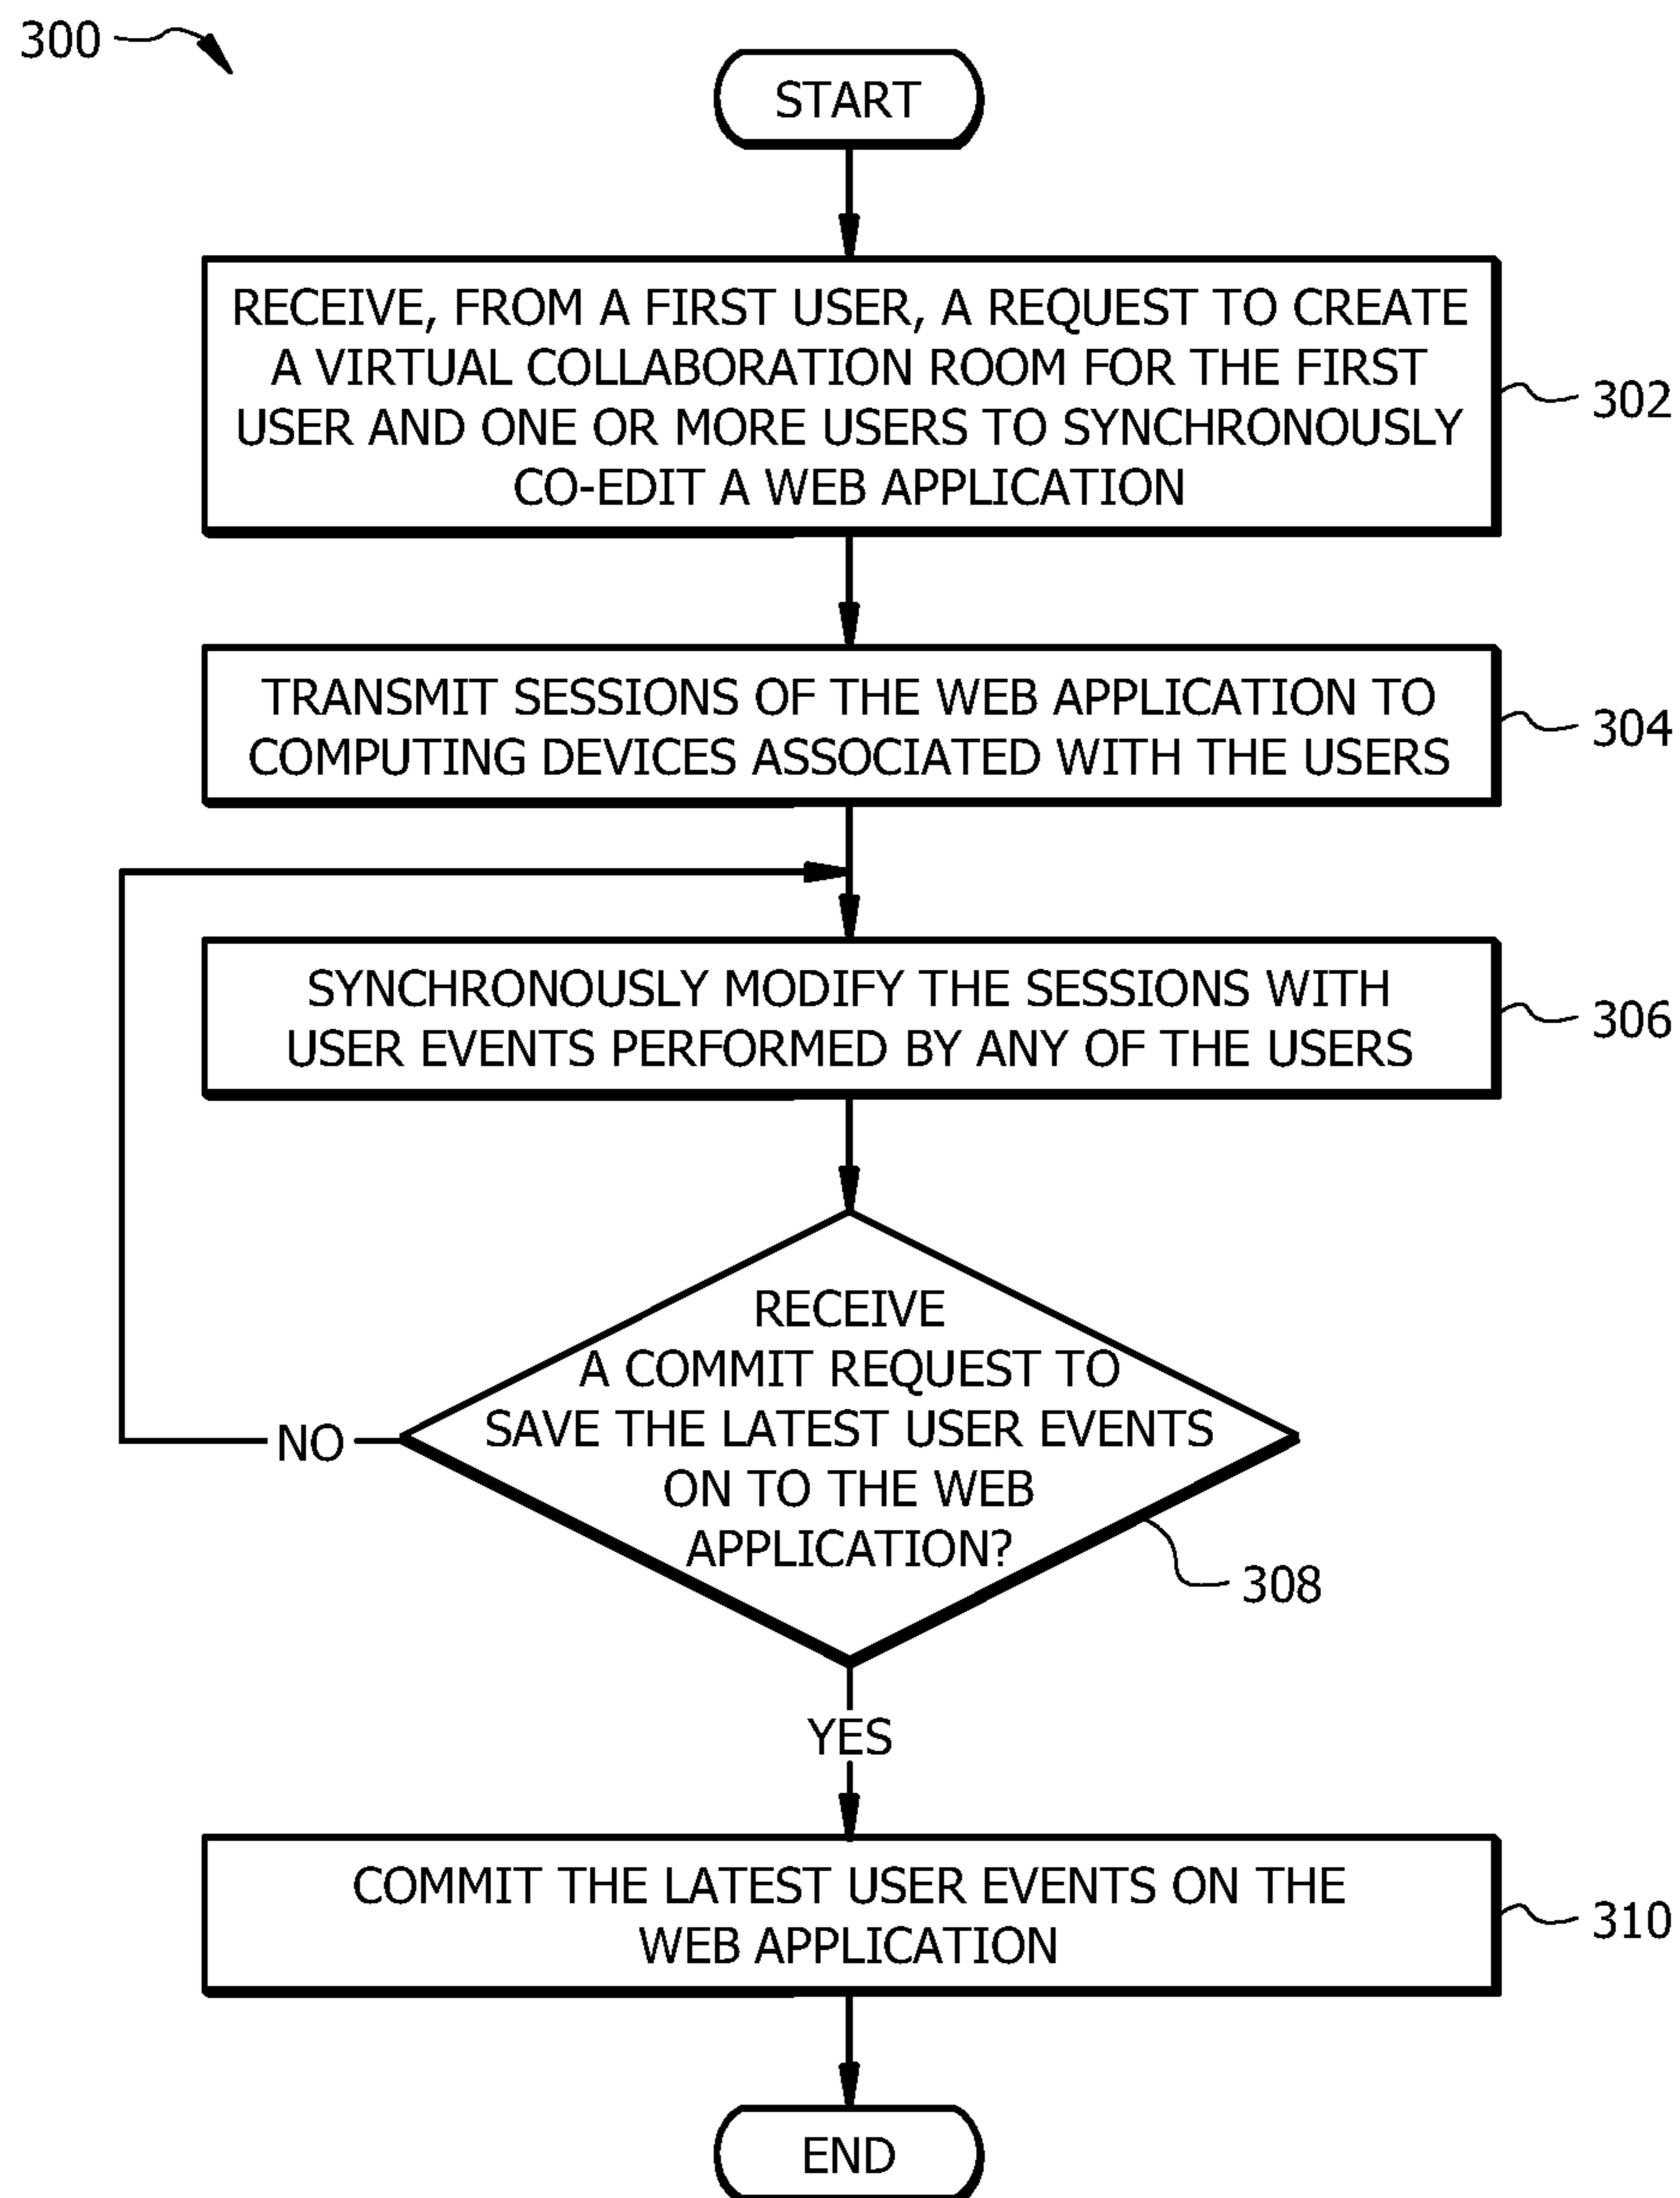 300
START
RECEIVE, FROM A FIRST USER, A REQUEST TO CREATE
A VIRTUAL COLLABORATION ROOM FOR THE FIRST
USER AND ONE OR MORE USERS TO SYNCHRONOUSLY
CO-EDIT A WEB APPLICATION
302
TRANSMIT SESSIONS OF THE WEB APPLICATION TO
COMPUTING DEVICES ASSOCIATED WITH THE USERS
304
SYNCHRONOUSLY MODIFY THE SESSIONS WITH
USER EVENTS PERFORMED BY ANY OF THE USERS
306
RECEIVE
A COMMIT REQUEST TO
SAVE THE LATEST USER EVENTS
ON TO THE WEB
APPLICATION?
NO
308
YES
COMMIT THE LATEST USER EVENTS ON THE
WEB APPLICATION
310
END